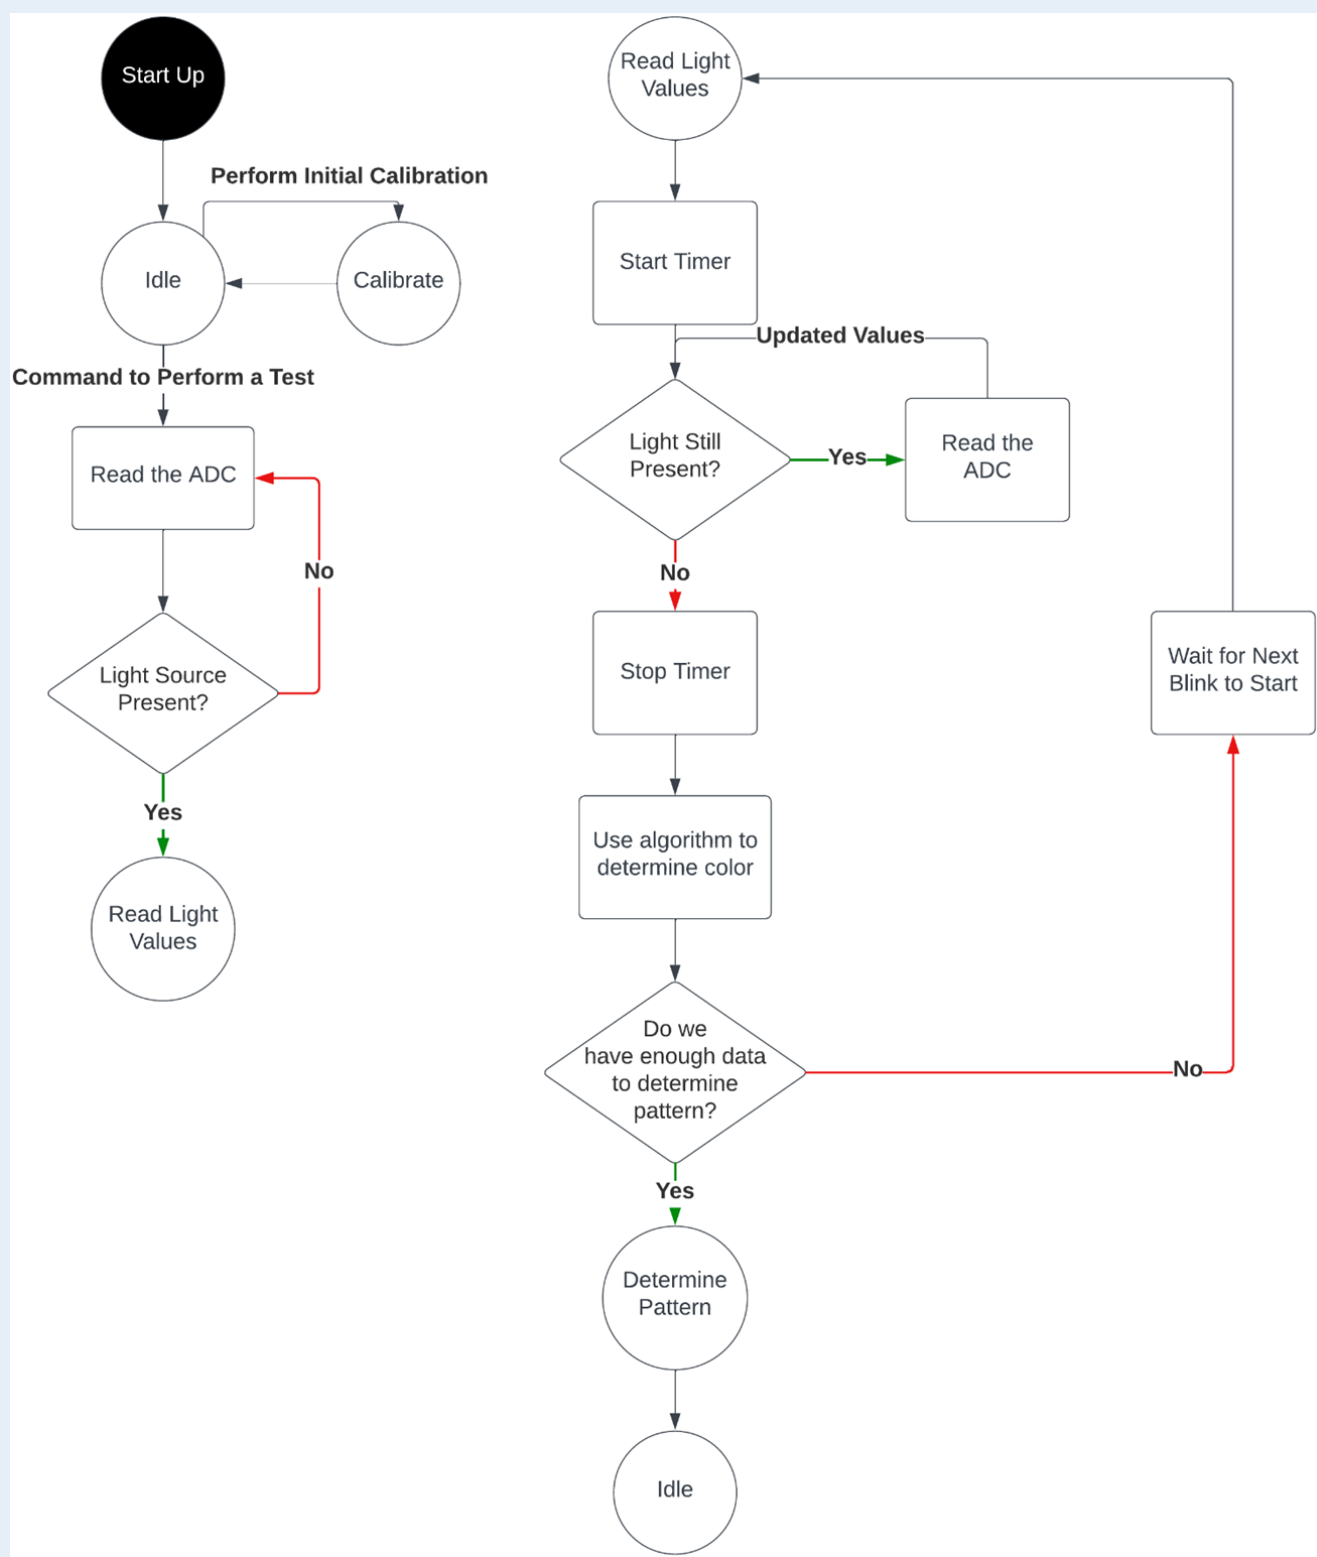 Start Up
Perform Initial Calibration
Idle
Calibrate
Command to Perform a Test
Read the ADC
No
Light Source
Present?
Yes
Read Light
Values
Read Light
Values
Start Timer
Updated Values
Light Still
Present?
Yes
Read the
ADC
No
Stop Timer
Wait for Next
Blink to Start
Use algorithm to
determine color
Do we
have enough data
to determine
pattern?
No
Yes
Determine
Pattern
Idle